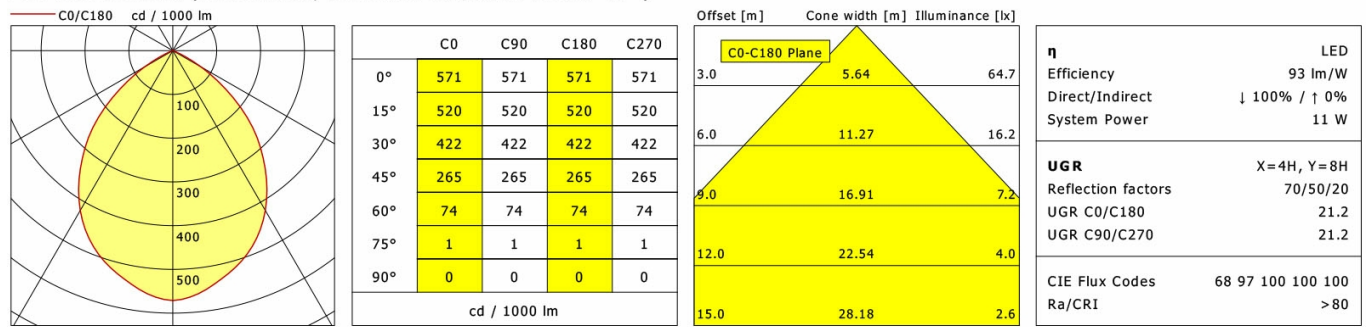 C0/C180 cd / 1000 lm
100
200
300
400
500
C0 C90 C180 C270
0° 571 571 571 571
15° 520 520 520 520
30° 422 422 422 422
45° 265 265 265 265
60° 74 74 74 74
75° 1 1 1 1
90° 0 0 0 0
cd / 1000 lm
Offset [m] Cone width [m] Illuminance [lx]
C0-C180 Plane
3.0 5.64 64.7
6.0 11.27 16.2
9.0 16.91 7.2
12.0 22.54 4.0
15.0 28.18 2.6
η LED
Efficiency 93 lm/W
Direct/Indirect ↓ 100% / ↑ 0%
System Power 11 W
UGR X=4H, Y=8H
Reflection factors 70/50/20
UGR C0/C180 21.2
UGR C90/C270 21.2
CIE Flux Codes 68 97 100 100 100
Ra/CRI >80